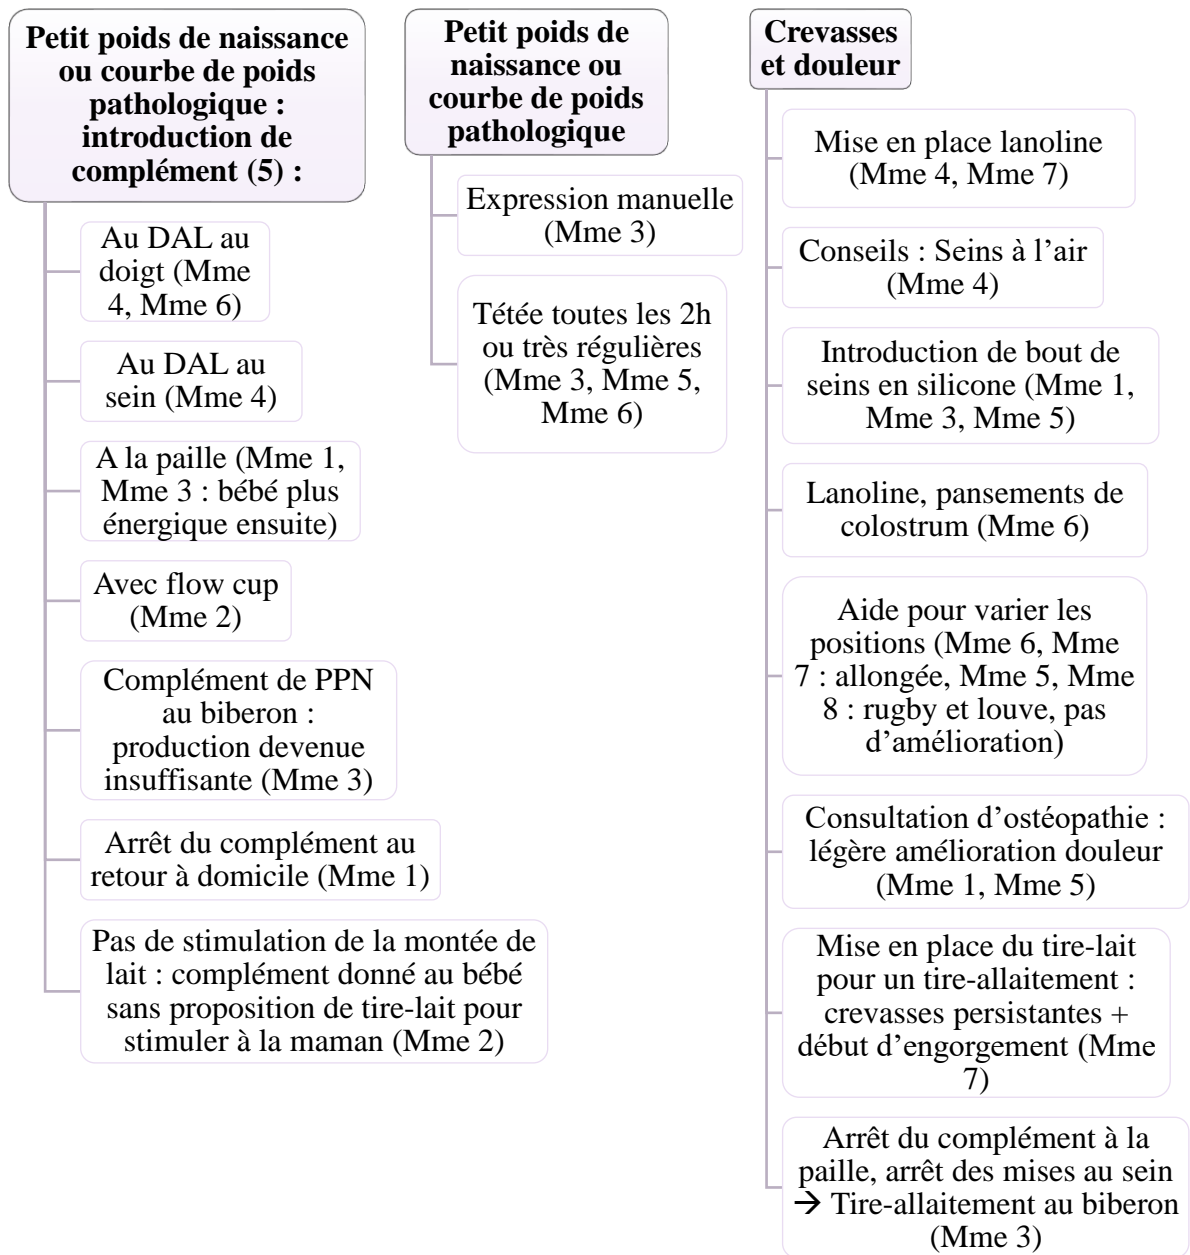 Petit poids de naissance
ou courbe de poids
pathologique :
introduction de
complément (5) :
Au DAL au
doigt (Mme
4, Mme 6)
Au DAL au
sein (Mme 4)
A la paille (Mme 1,
Mme 3 : bébé plus
énergique ensuite)
Avec flow cup
(Mme 2)
Complément de PPN
au biberon :
production devenue
insuffisante (Mme 3)
Arrêt du complément au
retour à domicile (Mme 1)
Pas de stimulation de la montée de
lait : complément donné au bébé
sans proposition de tire-lait pour
stimuler à la maman (Mme 2)
Petit poids de
naissance ou
courbe de poids
pathologique
Expression manuelle
(Mme 3)
Tétée toutes les 2h
ou très régulières
(Mme 3, Mme 5,
Mme 6)
Crevasses
et douleur
Mise en place lanoline
(Mme 4, Mme 7)
Conseils : Seins à l’air
(Mme 4)
Introduction de bout de
seins en silicone (Mme 1,
Mme 3, Mme 5)
Lanoline, pansements de
colostrum (Mme 6)
Aide pour varier les
positions (Mme 6, Mme
7 : allongée, Mme 5, Mme
8 : rugby et louve, pas
d’amélioration)
Consultation d’ostéopathie :
légère amélioration douleur
(Mme 1, Mme 5)
Mise en place du tire-lait
pour un tire-allaitement :
crevasses persistantes +
début d’engorgement (Mme
7)
Arrêt du complément à la
paille, arrêt des mises au sein
→ Tire-allaitement au biberon
(Mme 3)